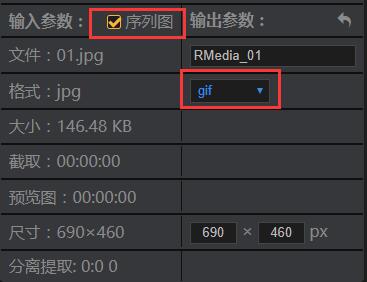 输入参数： 序列图 输出参数：
文件：01.jpg RMedia_01
格式：jpg gif
大小：146.48 KB
截取：00:00:00
预览图：00:00:00
尺寸：690×460 690 × 460 px
分离提取: 0:0 0